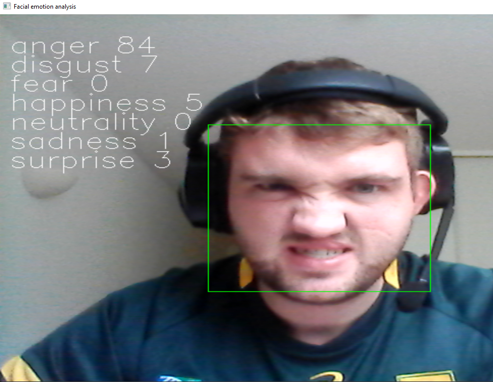 Facial emotion analysis
anger 84
disgust 7
fear 0
happiness 5
neutrality 0
sadness 1
surprise 3